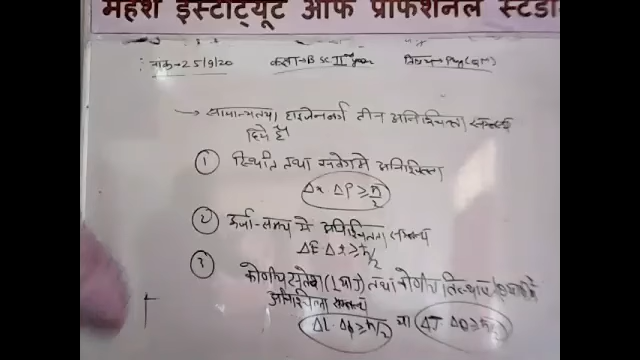 महेश इंस्टीट्यूट ऑफ प्रोफेशनल स्टडी
25/9/20 कक्षा→ B.SC II year विषय→ Phy(QM)
→ सामान्यतया हाइजेनबर्ग तीन अनिश्चितता सम्बन्ध
दिये हैं
① स्थिति तथा संवेग में अनिश्चितता
Δx·ΔP ≥ ħ/2
② ऊर्जा-समय में अनिश्चितता सम्बन्ध
ΔE·Δt ≥ ħ/2
③ कोणीय संवेग (L या J) तथा कोणीय विस्थापन
अनिश्चितता सम्बन्ध
ΔL·Δϕ ≥ ħ/2 या ΔJ·Δθ ≥ ħ/2